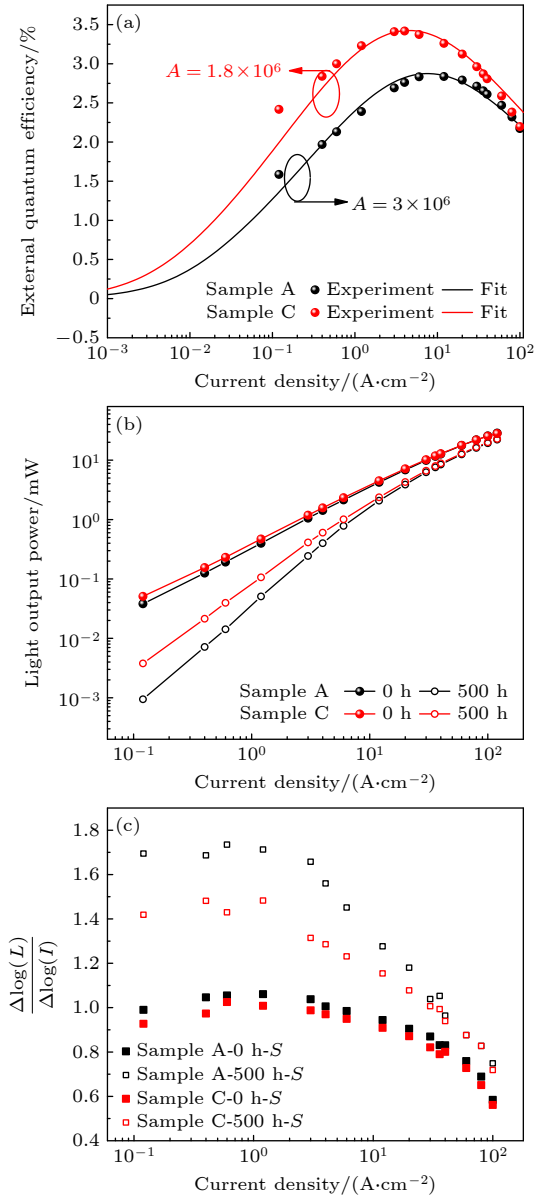 (a)
External quantum efficiency/%
3.5
3.0
2.5
2.0
1.5
1.0
0.5
0
−0.5
A = 1.8×10⁶
A = 3×10⁶
Sample A Experiment Fit
Sample C Experiment Fit
10⁻³ 10⁻² 10⁻¹ 10⁰ 10¹ 10²
Current density/(A·cm⁻²)
(b)
Light output power/mW
10¹
10⁰
10⁻¹
10⁻²
10⁻³
Sample A 0 h 500 h
Sample C 0 h 500 h
10⁻¹ 10⁰ 10¹ 10²
Current density/(A·cm⁻²)
(c)
Δlog(L)
Δlog(I)
1.8
1.6
1.4
1.2
1.0
0.8
0.6
0.4
Sample A-0 h-S
Sample A-500 h-S
Sample C-0 h-S
Sample C-500 h-S
10⁻¹ 10⁰ 10¹ 10²
Current density/(A·cm⁻²)